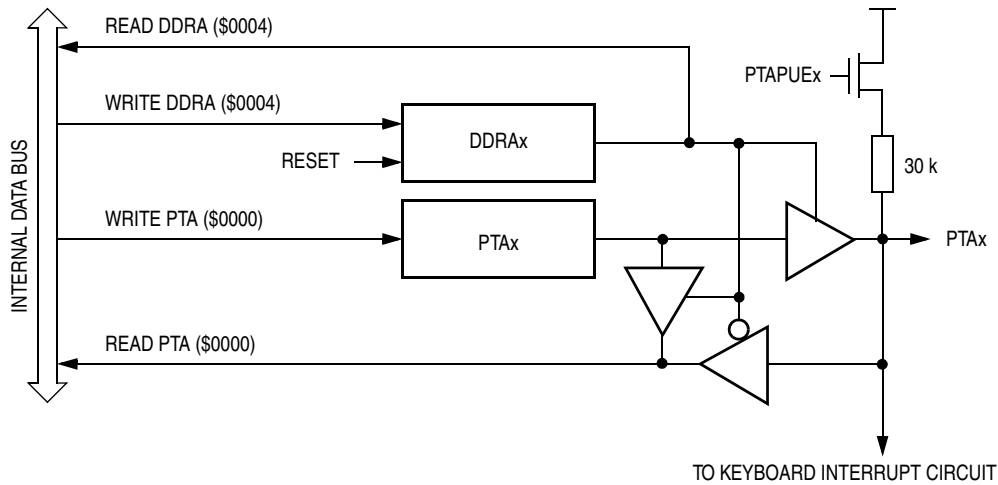 READ DDRA ($0004)
PTAPUEx
WRITE DDRA ($0004)
DDRAx
RESET
30 k
INTERNAL DATA BUS
WRITE PTA ($0000)
PTAx
PTAx
READ PTA ($0000)
TO KEYBOARD INTERRUPT CIRCUIT